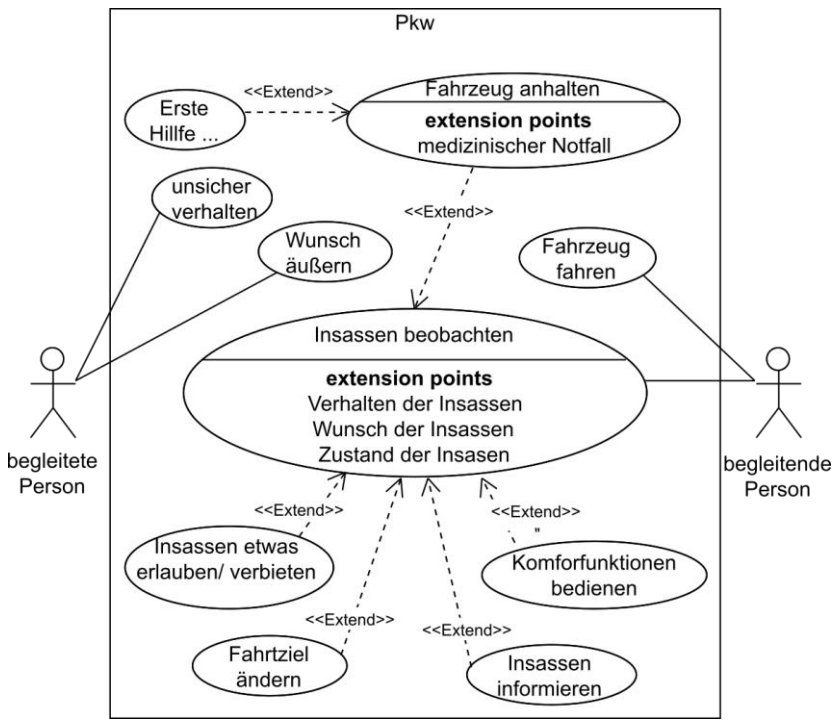 Pkw
<<Extend>>
Fahrzeug anhalten
Erste
Hillfe ...
extension points
medizinischer Notfall
unsicher
verhalten
<<Extend>>
Wunsch
äußern
Fahrzeug
fahren
Insassen beobachten
extension points
Verhalten der Insassen
Wunsch der Insassen
Zustand der Insasen
begleitete
Person
begleitende
Person
<<Extend>>
<<Extend>>
"
Insassen etwas
erlauben/ verbieten
Komforfunktionen
bedienen
<<Extend>>
<<Extend>>
Fahrtziel
ändern
Insassen
informieren